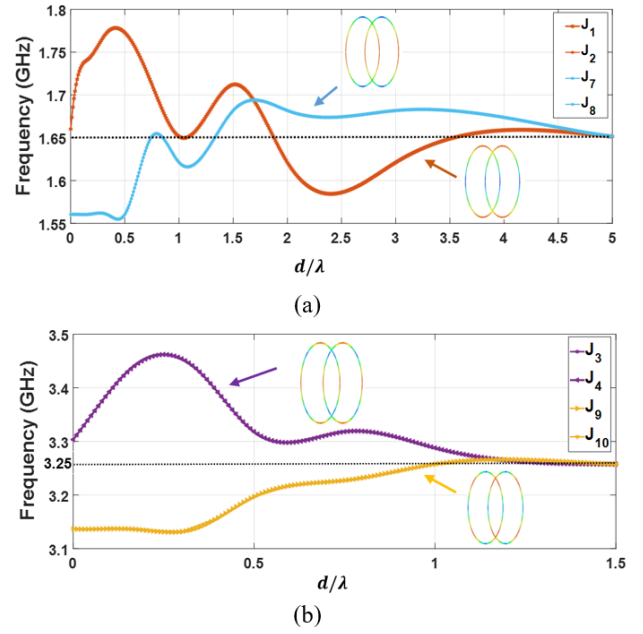 1.8
1.75
1.7
1.65
1.6
1.55
Frequency (GHz)
J1
J2
J7
J8
0 0.5 1 1.5 2 2.5 3 3.5 4 4.5 5
d/λ
(a)
3.5
3.4
3.3
3.25
3.2
3.1
Frequency (GHz)
J3
J4
J9
J10
0 0.5 1 1.5
d/λ
(b)